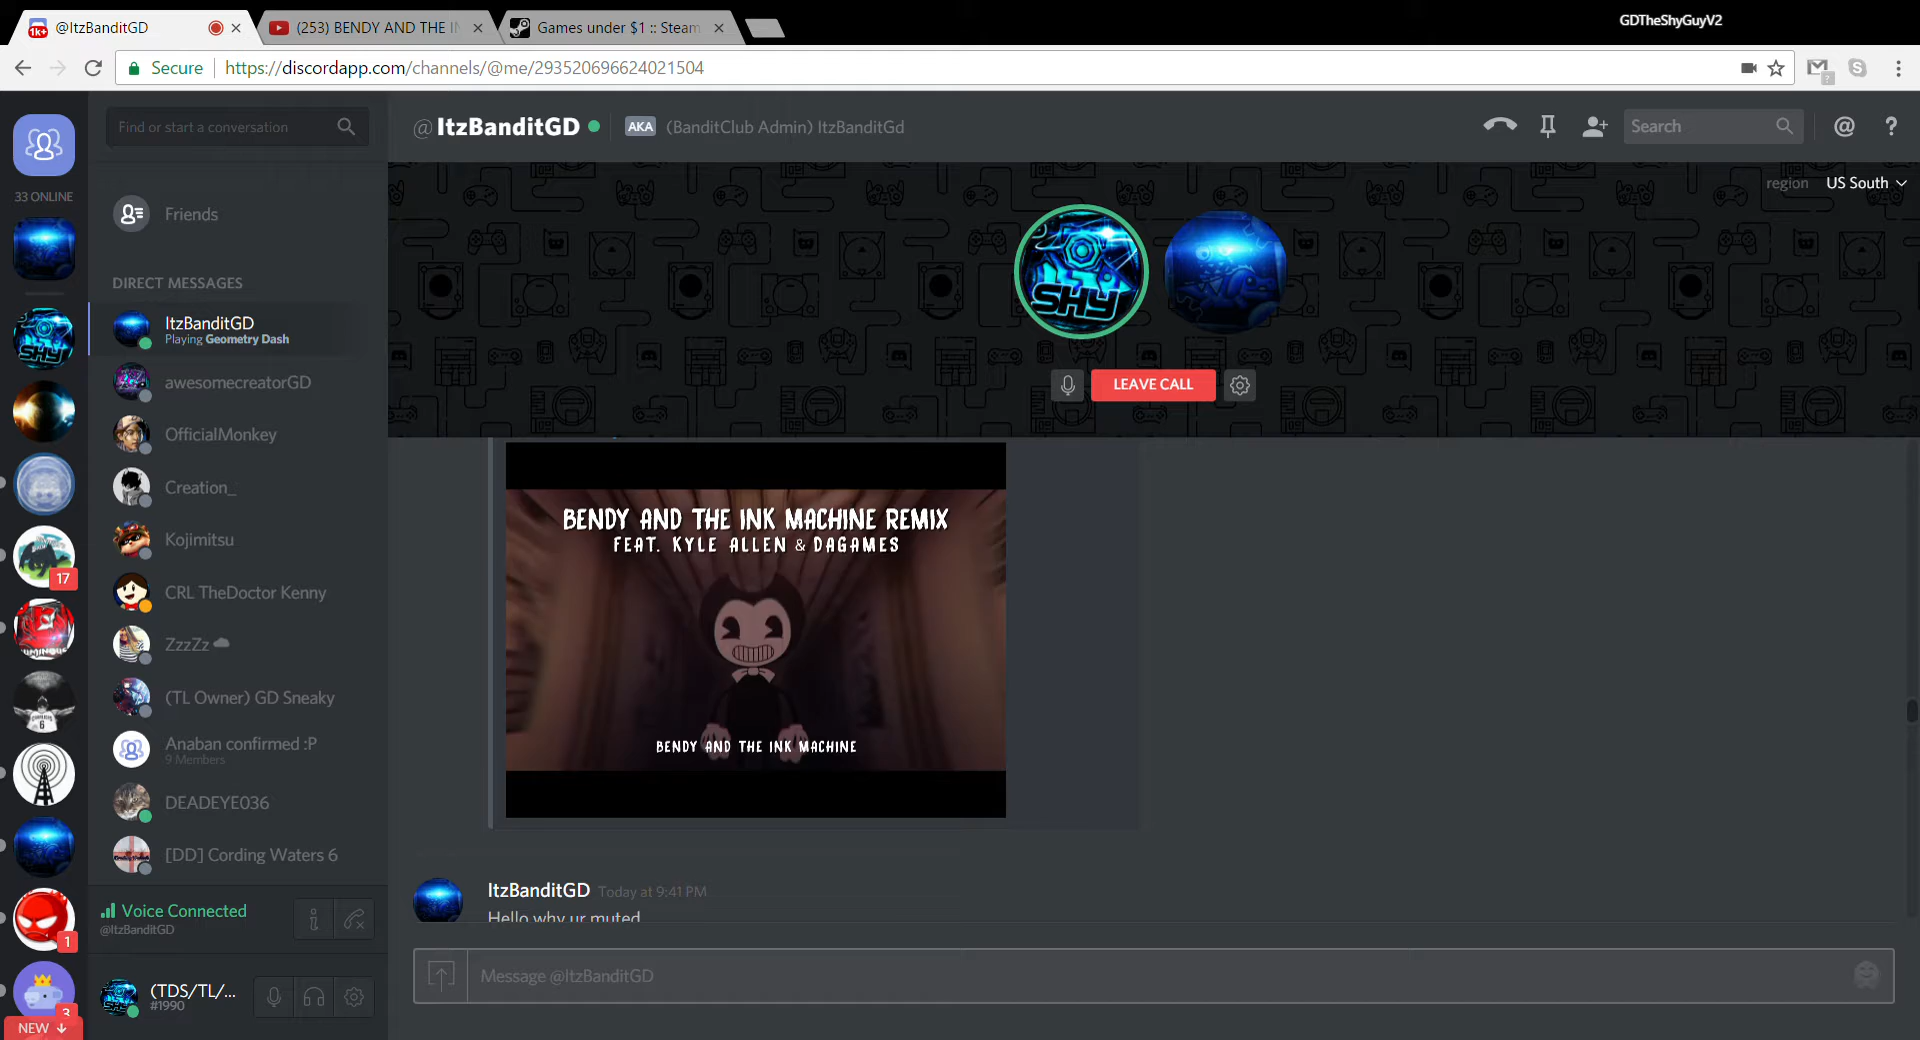 @ItzBanditGD
(253) BENDY AND THE IN
Games under $1 :: Steam
GDTheShyGuyV2
1k+
Secure
https://discordapp.com/channels/@me/293520696624021504
Find or start a conversation
@ItzBanditGD
AKA
(BanditClub Admin) ItzBanditGd
Search
@
?
33 ONLINE
Friends
region
US South
SHY
DIRECT MESSAGES
ItzBanditGD
Playing Geometry Dash
SHY
awesomecreatorGD
LEAVE CALL
OfficialMonkey
Creation_
BENDY AND THE INK MACHINE REMIX
FEAT. KYLE ALLEN & DAGAMES
Kojimitsu
17
CRL TheDoctor Kenny
ZzzZz
(TL Owner) GD Sneaky
6
Anaban confirmed :P
9 Members
BENDY AND THE INK MACHINE
DEADEYE036
[DD] Cording Waters 6
ItzBanditGD Today at 9:41 PM
Hello why ur muted
Voice Connected
@ItzBanditGD
1
Message @ItzBanditGD
(TDS/TL/...
#1990
3
NEW